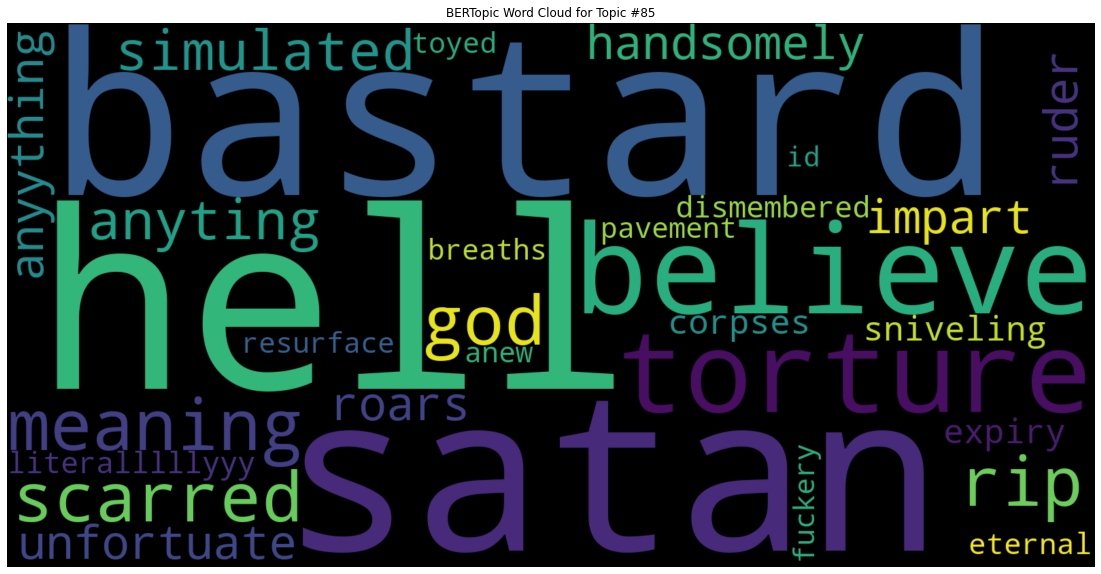 BERTopic Word Cloud for Topic #85
simulated
toyed
handsomely
anyything
bastard
ruder
id
anyting
hell
dismembered
impart
pavement
believe
breaths
god
corpses
sniveling
resurface
anew
torture
meaning
roars
satan
expiry
literalllllyyy
scarred
fuckery
rip
unfortuate
eternal